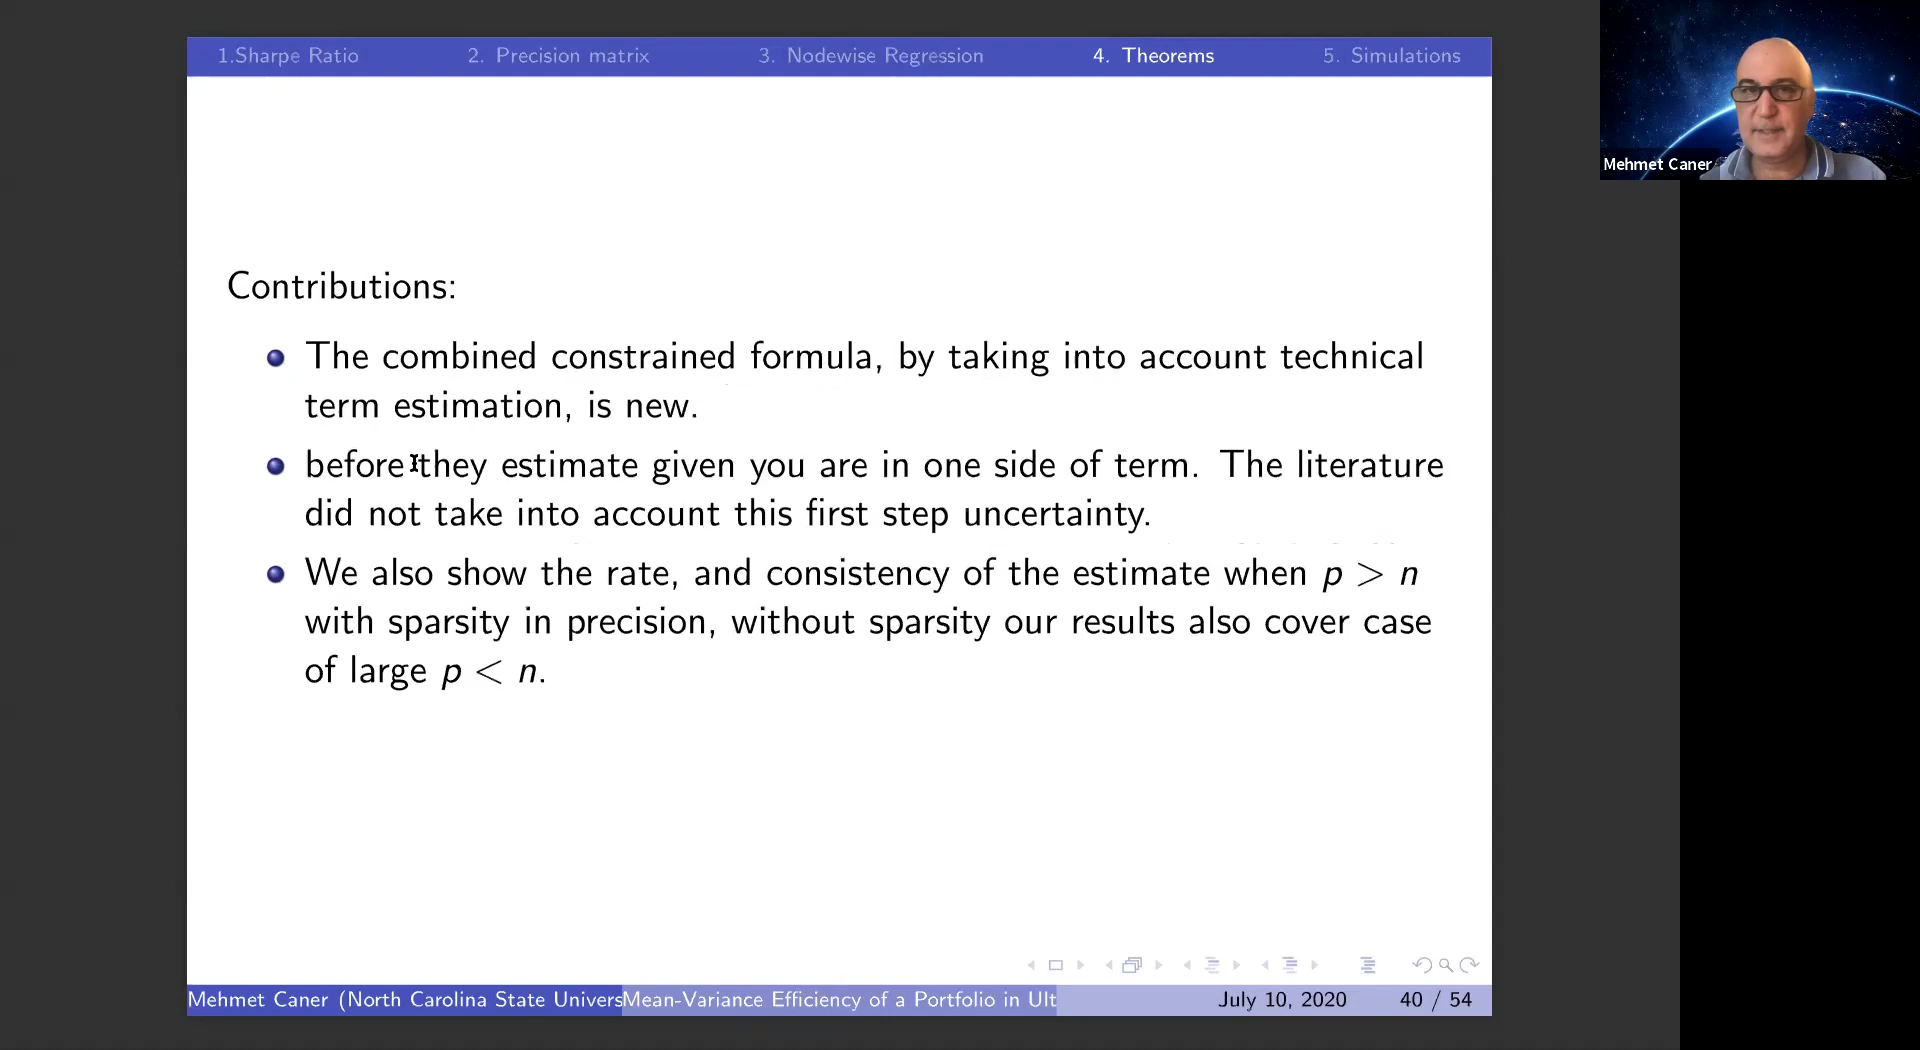 1.Sharpe Ratio 2. Precision matrix 3. Nodewise Regression 4. Theorems 5. Simulations
Mehmet Caner
Contributions:
The combined constrained formula, by taking into account technical
term estimation, is new.
before they estimate given you are in one side of term. The literature
did not take into account this first step uncertainty.
We also show the rate, and consistency of the estimate when p > n
with sparsity in precision, without sparsity our results also cover case
of large p < n.
Mehmet Caner (North Carolina State Univers Mean-Variance Efficiency of a Portfolio in Ult July 10, 2020 40 / 54